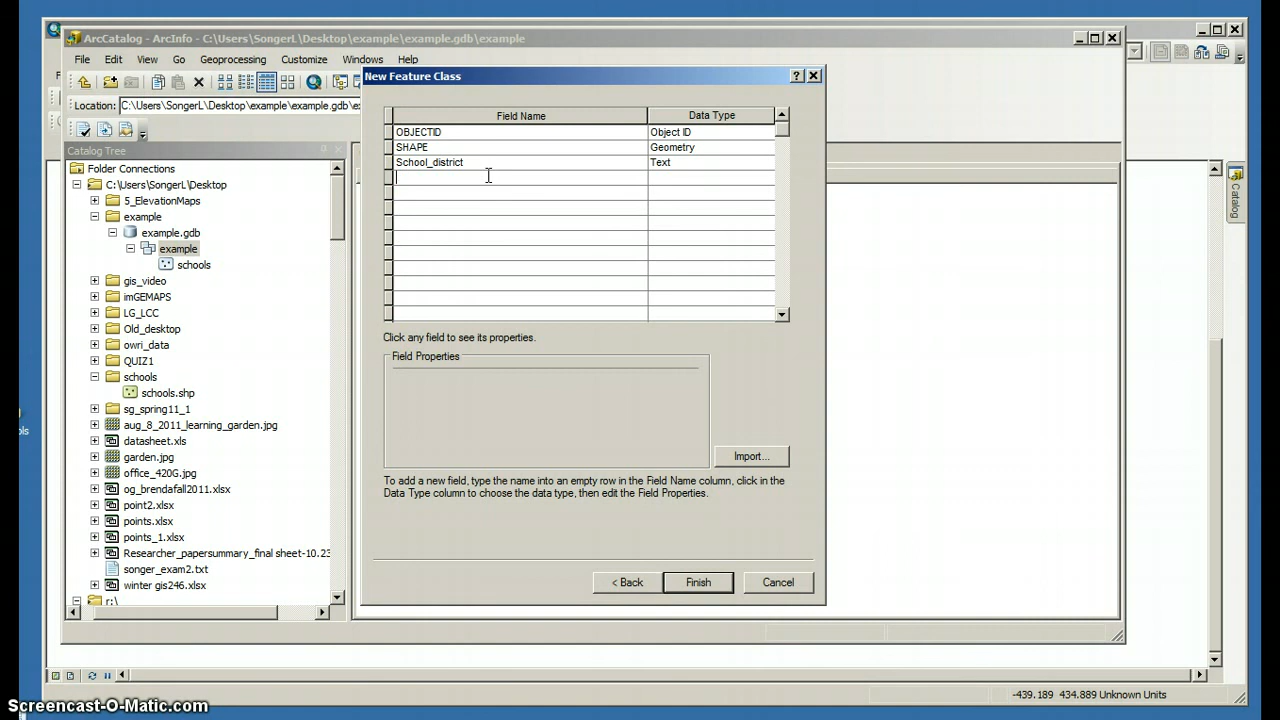 ArcCatalog - ArcInfo - C:\Users\SongerL\Desktop\example\example.gdb\example
File Edit View Go Geoprocessing Customize Windows Help
Location: C:\Users\SongerL\Desktop\example\example.gdb\e
Catalog Tree
Folder Connections
C:\Users\SongerL\Desktop
5_ElevationMaps
example
example.gdb
example
schools
gis_video
imGEMAPS
LG_LCC
Old_desktop
owri_data
QUIZ1
schools
schools.shp
sg_spring11_1
aug_8_2011_learning_garden.jpg
datasheet.xls
garden.jpg
office_420G.jpg
og_brendafall2011.xlsx
point2.xlsx
points.xlsx
points_1.xlsx
Researcher_papersummary_final sheet-10.23
songer_exam2.txt
winter gis246.xlsx
r:\
New Feature Class
Field Name Data Type
OBJECTID Object ID
SHAPE Geometry
School_district Text
Click any field to see its properties.
Field Properties
Import...
To add a new field, type the name into an empty row in the Field Name column, click in the
Data Type column to choose the data type, then edit the Field Properties.
< Back Finish Cancel
Catalog
ols
-439.189 434.889 Unknown Units
Screencast-O-Matic.com